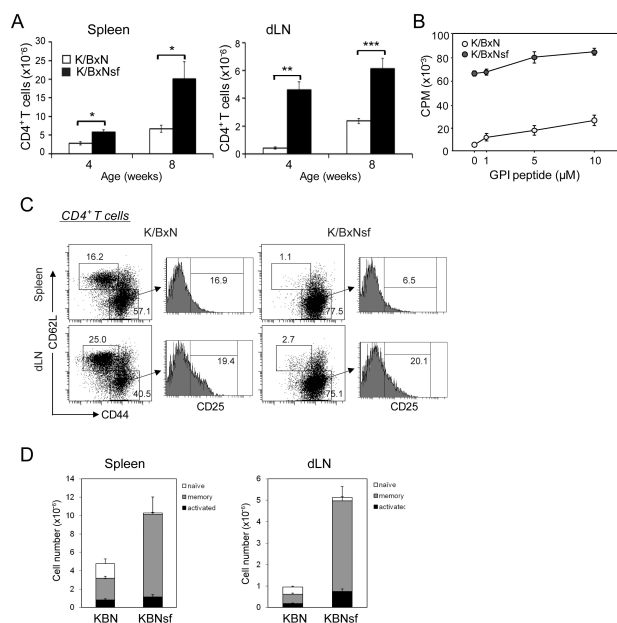 A
Spleen
dLN
CD4+ T cells (x10-6)
30
25
20
15
10
5
0
K/BxN
K/BxNsf
*
*
4
8
Age (weeks)
CD4+ T cells (x10-6)
8
6
4
2
0
**
***
4
8
Age (weeks)
B
CPM (x10-3)
100
80
60
40
20
0
K/BxN
K/BxNsf
0
1
5
10
GPI peptide (µM)
C
CD4+ T cells
K/BxN
K/BxNsf
Spleen
16.2
57.1
16.9
1.1
77.5
6.5
dLN
25.0
40.5
19.4
2.7
75.1
20.1
CD62L
CD44
CD25
CD25
D
Spleen
dLN
Cell number (x10-6)
14
12
10
8
6
4
2
0
naïve
memory
activated
KBN
KBNsf
Cell number (x10-6)
6
5
4
3
2
1
0
naïve
memory
activated
KBN
KBNsf